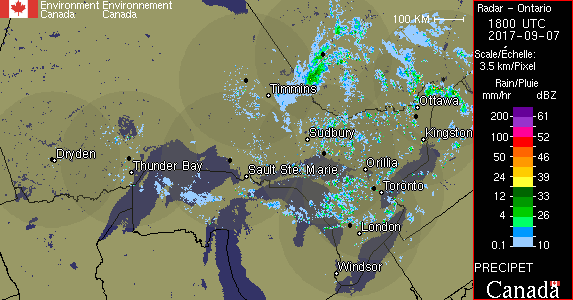 Environment Environnement
Canada Canada
100 KM
Radar - Ontario
1800 UTC
2017-09-07
Scale/Échelle:
3.5 km/Pixel
Rain/Pluie
mm/hr dBZ
200 61
100 52
50 46
24 39
12 33
4 26
0.1 10
PRECIPET
Canada
Timmins
Ottawa
Sudbury
Kingston
Dryden
Thunder Bay
Sault Ste. Marie
Orillia
Toronto
London
Windsor